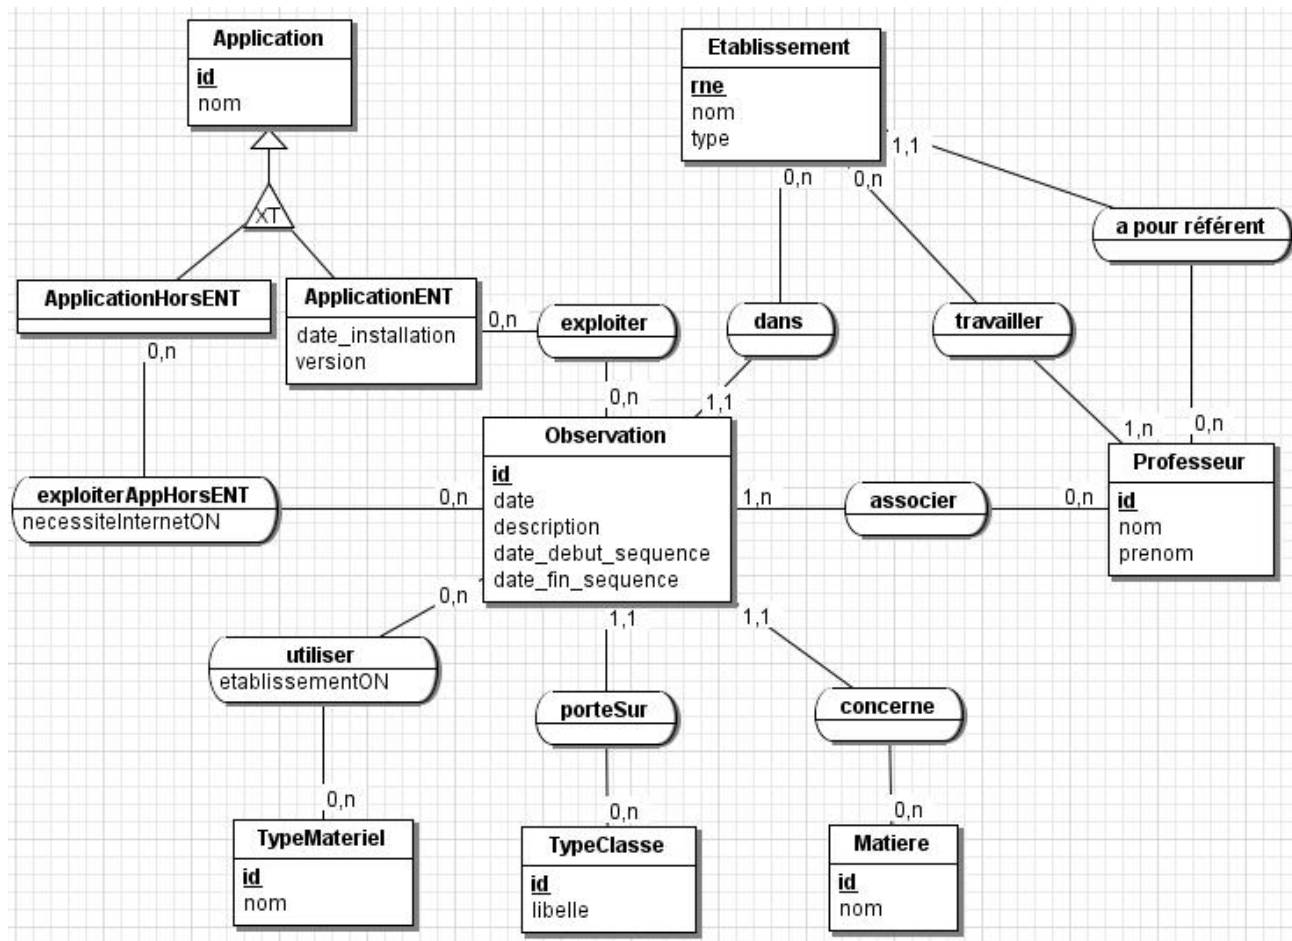 Application
id
nom
Etablissement
rne
nom
type
1,1
0,n
0,n
a pour référent
XT
ApplicationHorsENT
ApplicationENT
date_installation
version
0,n
exploiter
dans
travailler
0,n
0,n
1,1
1,n
0,n
Observation
id
date
description
date_debut_sequence
date_fin_sequence
Professeur
id
nom
prenom
exploiterAppHorsENT
necessiteInternetON
0,n
1,n
associer
0,n
0,n
1,1
1,1
utiliser
etablissementON
porteSur
concerne
0,n
0,n
0,n
TypeMateriel
id
nom
TypeClasse
id
libelle
Matiere
id
nom